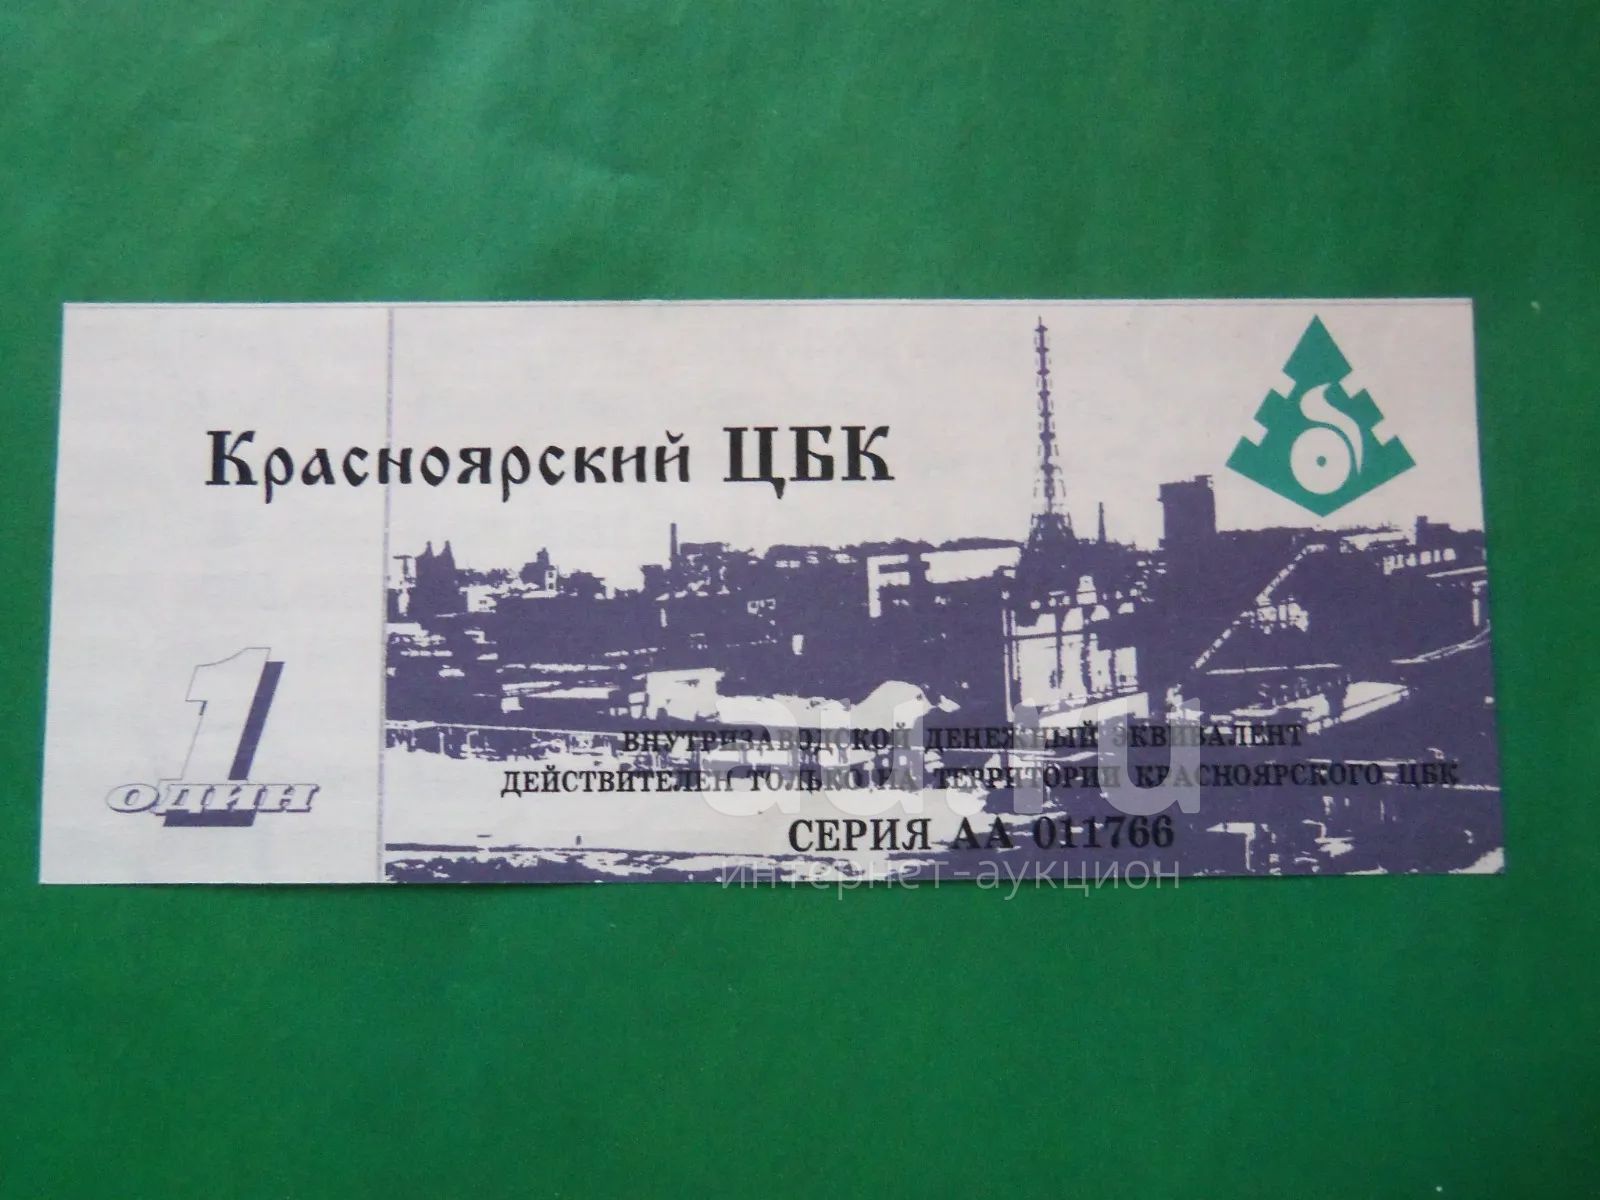 Красноярский ЦБК
1
один
ВНУТРИЗАВОДСКОЙ ДЕНЕЖНЫЙ ЭКВИВАЛЕНТ
ДЕЙСТВИТЕЛЕН ТОЛЬКО НА ТЕРРИТОРИИ КРАСНОЯРСКОГО ЦБК
СЕРИЯ АА 011766
au.ru
интернет-аукцион